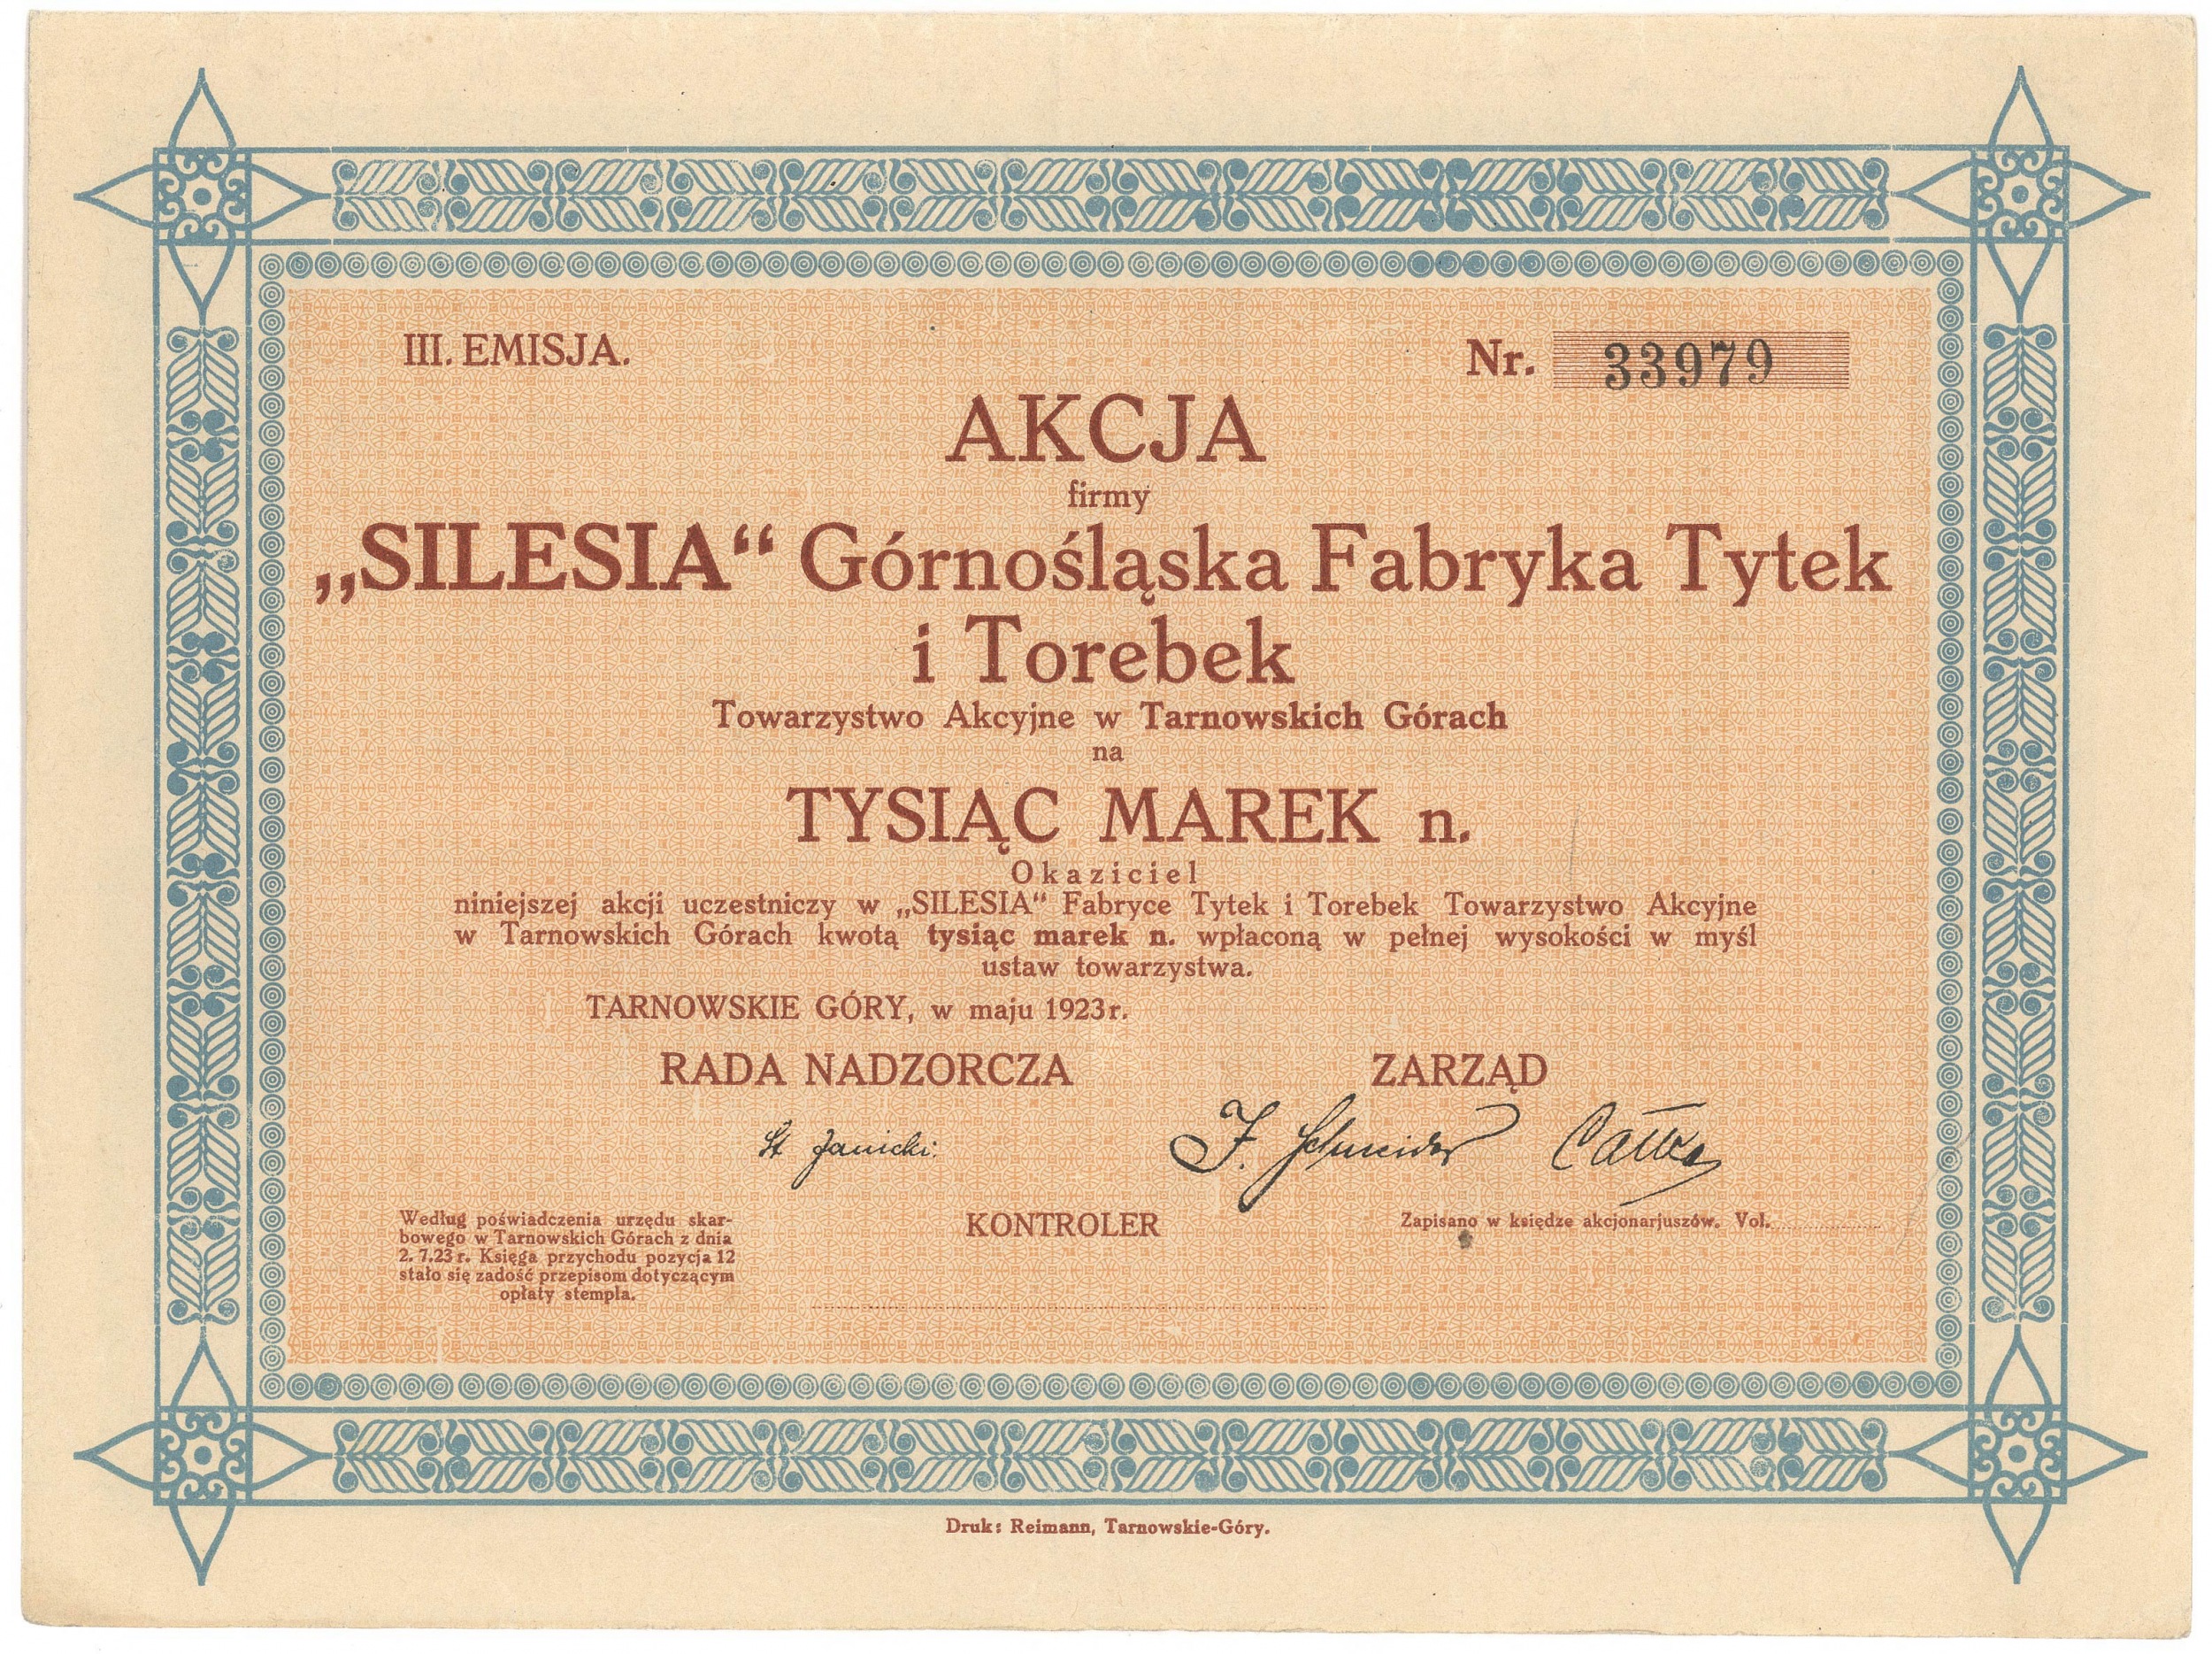 III. EMISJA.
Nr. 33979
AKCJA
firmy
„SILESIA“ Górnośląska Fabryka Tytek
i Torebek
Towarzystwo Akcyjne w Tarnowskich Górach
na
TYSIĄC MAREK n.
Okaziciel
niniejszej akcji uczestniczy w „SILESIA“ Fabryce Tytek i Torebek Towarzystwo Akcyjne
w Tarnowskich Górach kwotą tysiąc marek n. wpłaconą w pełnej wysokości w myśl
ustaw towarzystwa.
TARNOWSKIE GÓRY, w maju 1923 r.
RADA NADZORCZA
ZARZĄD
St Janicki
J. Schneider
Według poświadczenia urzędu skar-
bowego w Tarnowskich Górach z dnia
2. 7.23 r. Księga przychodu pozycja 12
stało się zadość przepisom dotyczącym
opłaty stempla.
KONTROLER
Zapisano w księdze akcjonarjuszów. Vol.
Druk: Reimann, Tarnowskie-Góry.